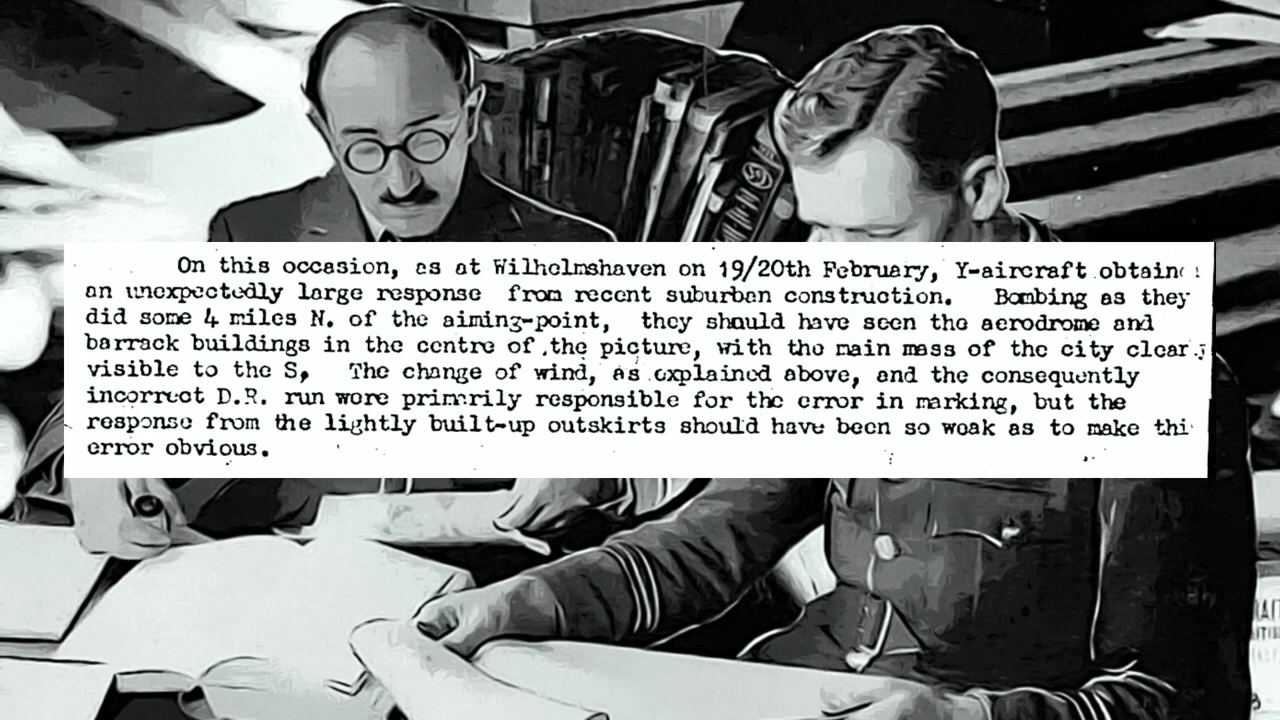 On this occasion, as at Wilhelmshaven on 19/20th February, Y-aircraft obtain
an unexpectedly large response from recent suburban construction. Bombing as they
did some 4 miles N. of the aiming-point, they should have seen the aerodrome and
barrack buildings in the centre of the picture, with the main mass of the city clear
visible to the S. The change of wind, as explained above, and the consequently
incorrect D.R. run were primarily responsible for the error in marking, but the
response from the lightly built-up outskirts should have been so weak as to make thi
error obvious.